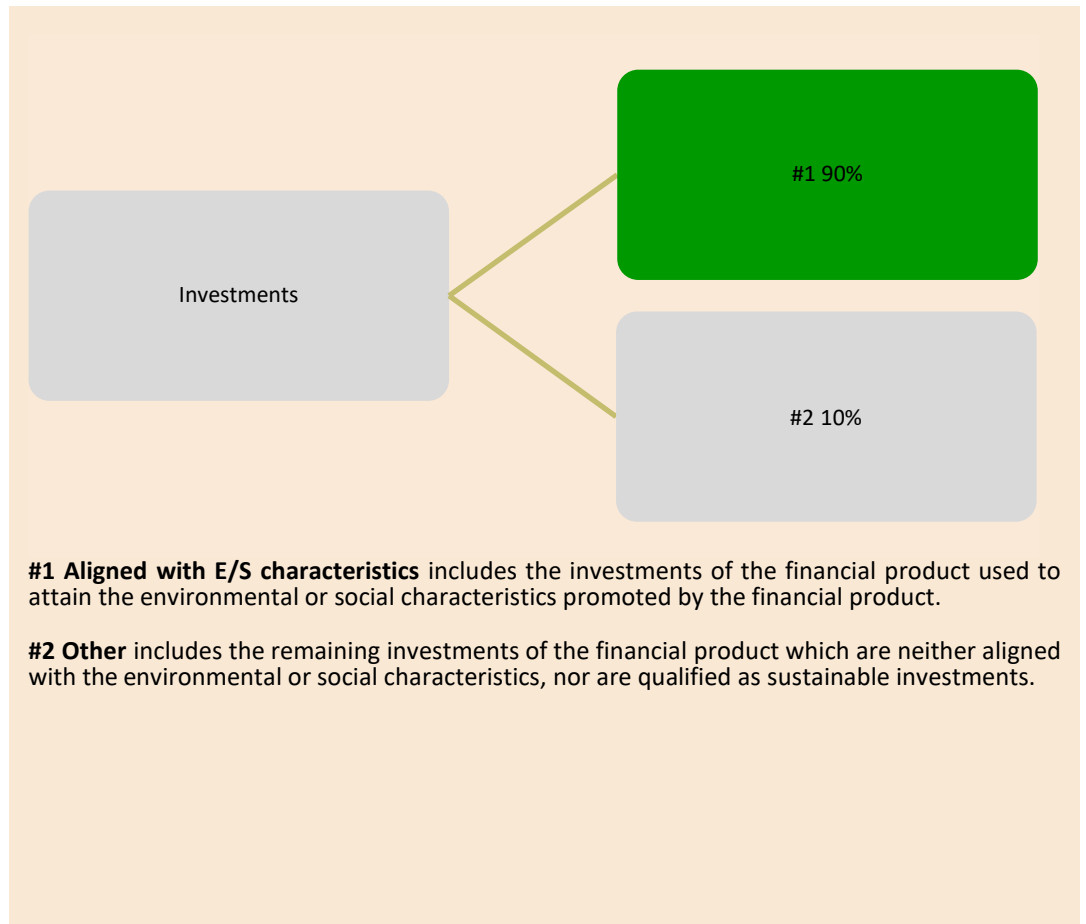 #1 90%
Investments
#2 10%
#1 Aligned with E/S characteristics includes the investments of the financial product used to
attain the environmental or social characteristics promoted by the financial product.
#2 Other includes the remaining investments of the financial product which are neither aligned
with the environmental or social characteristics, nor are qualified as sustainable investments.